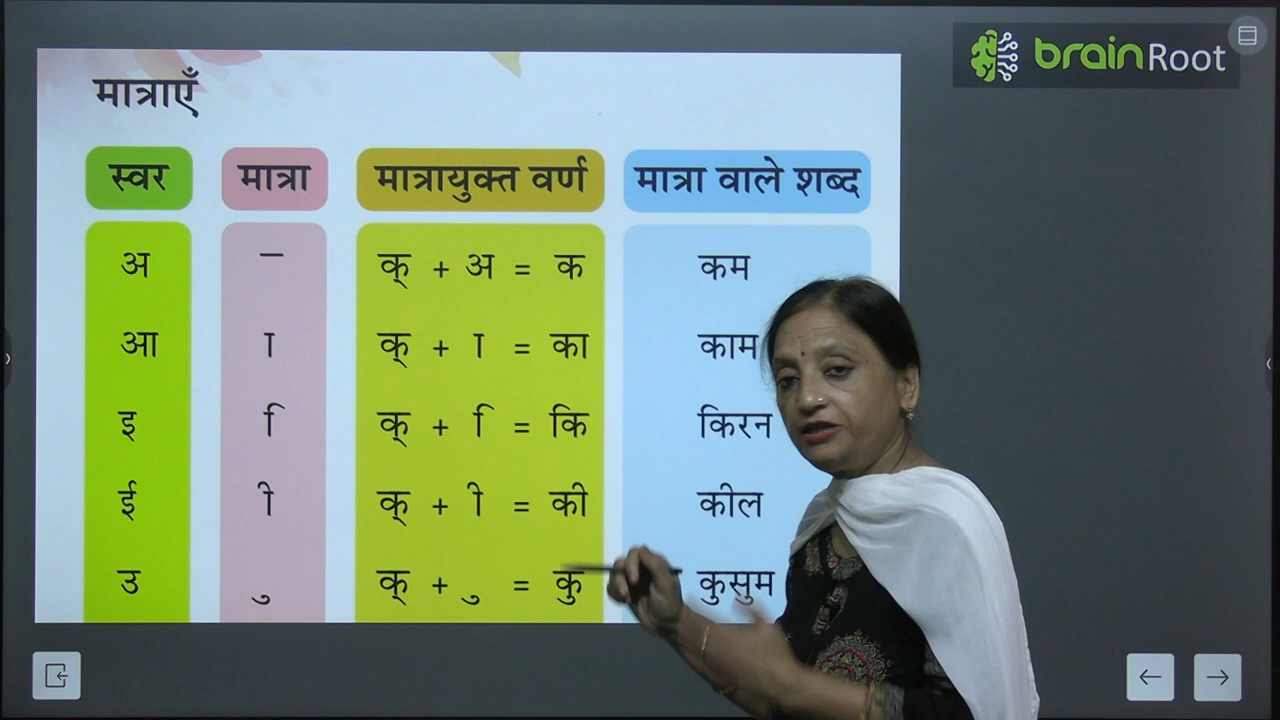 brainRoot
मात्राएँ
स्वर मात्रा मात्रायुक्त वर्ण मात्रा वाले शब्द
अ – क् + अ = क कम
आ ा क् + ा = का काम
इ ि क् + ि = कि किरन
ई ी क् + ी = की कील
उ ु क् + ु = कु कुसुम